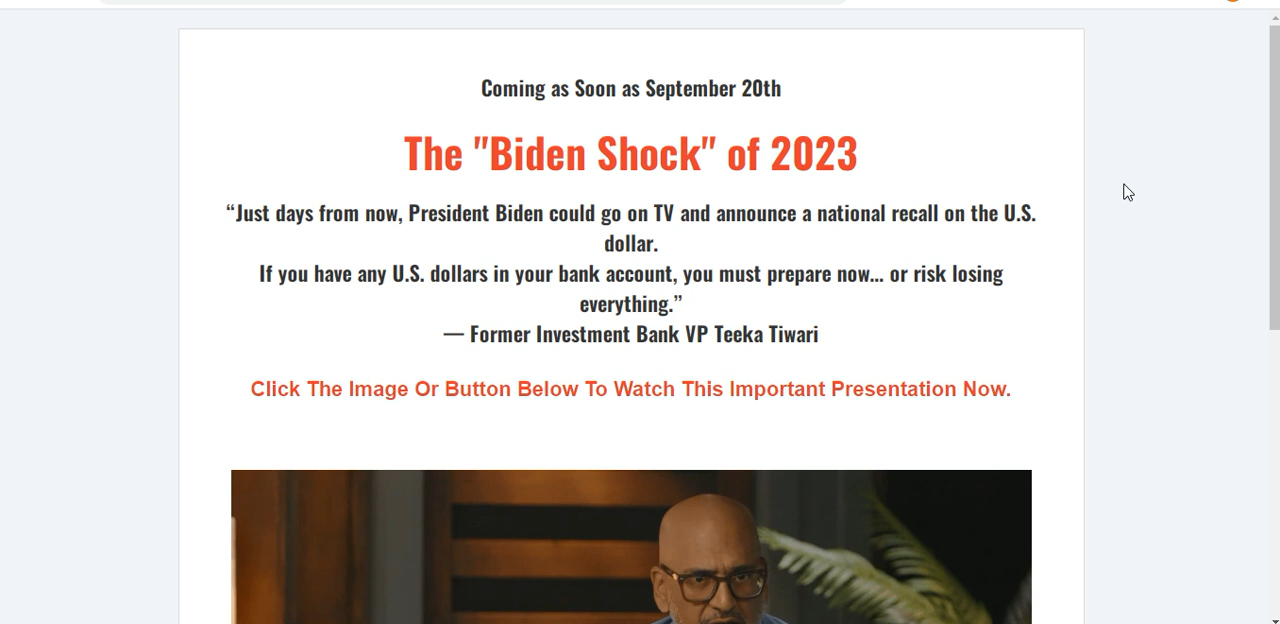 Coming as Soon as September 20th
The "Biden Shock" of 2023
“Just days from now, President Biden could go on TV and announce a national recall on the U.S.
dollar.
If you have any U.S. dollars in your bank account, you must prepare now... or risk losing
everything.”
— Former Investment Bank VP Teeka Tiwari
Click The Image Or Button Below To Watch This Important Presentation Now.